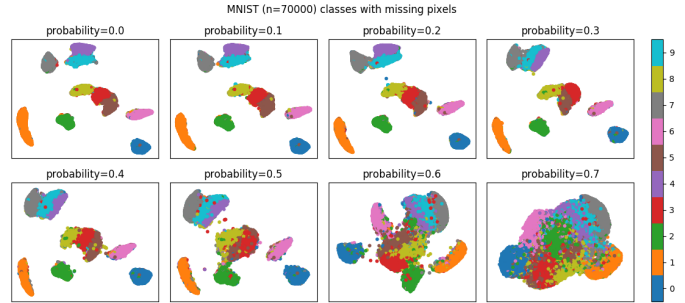 MNIST (n=70000) classes with missing pixels
probability=0.0
probability=0.1
probability=0.2
probability=0.3
probability=0.4
probability=0.5
probability=0.6
probability=0.7
9
8
7
6
5
4
3
2
1
0